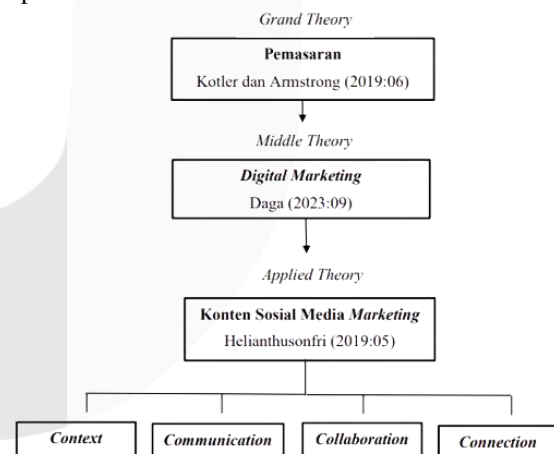 Grand Theory
Pemasaran
Kotler dan Armstrong (2019:06)
Middle Theory
Digital Marketing
Daga (2023:09)
Applied Theory
Konten Sosial Media Marketing
Helianthusonfri (2019:05)
Context Communication Collaboration Connection